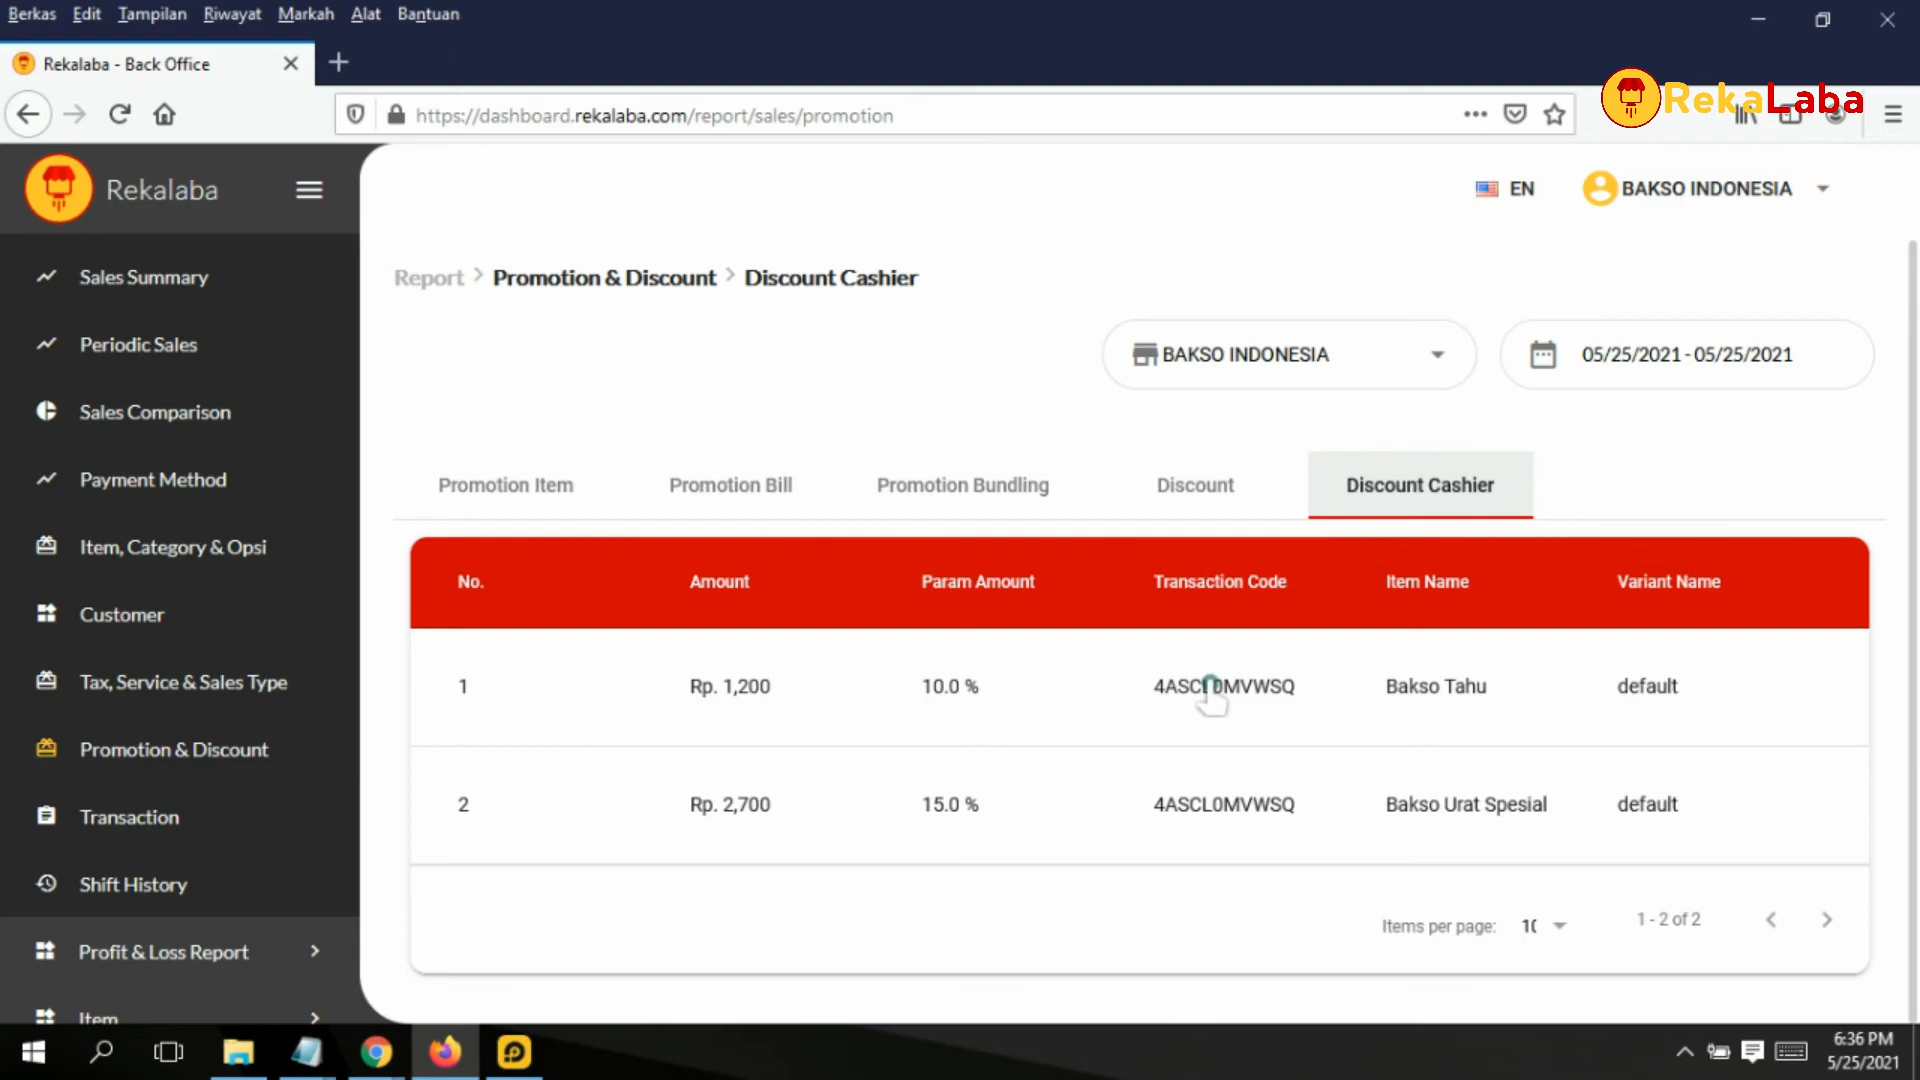 Berkas Edit Tampilan Riwayat Markah Alat Bantuan
Rekalaba - Back Office
https://dashboard.rekalaba.com/report/sales/promotion
RekaLaba
Rekalaba
EN
BAKSO INDONESIA
Sales Summary
Periodic Sales
Sales Comparison
Payment Method
Item, Category & Opsi
Customer
Tax, Service & Sales Type
Promotion & Discount
Transaction
Shift History
Profit & Loss Report
Item
Report > Promotion & Discount > Discount Cashier
BAKSO INDONESIA
05/25/2021 - 05/25/2021
Promotion Item Promotion Bill Promotion Bundling Discount Discount Cashier
No. Amount Param Amount Transaction Code Item Name Variant Name
1 Rp. 1,200 10.0 % 4ASCL0MVWSQ Bakso Tahu default
2 Rp. 2,700 15.0 % 4ASCL0MVWSQ Bakso Urat Spesial default
Items per page: 1 - 2 of 2
6:36 PM
5/25/2021